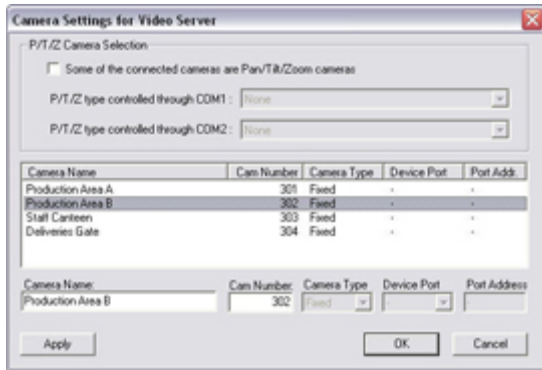 Camera Settings for Video Server
P/T/Z Camera Selection
Some of the connected cameras are Pan/Tilt/Zoom cameras
P/T/Z type controlled through COM1 : None
P/T/Z type controlled through COM2 : None
Camera Name Cam Number Camera Type Device Port Port Addr.
Production Area A 301 Fixed - -
Production Area B 302 Fixed - -
Staff Canteen 303 Fixed - -
Deliveries Gate 304 Fixed - -
Camera Name: Cam Number: Camera Type Device Port Port Address
Production Area B 302 Fixed - -
Apply OK Cancel